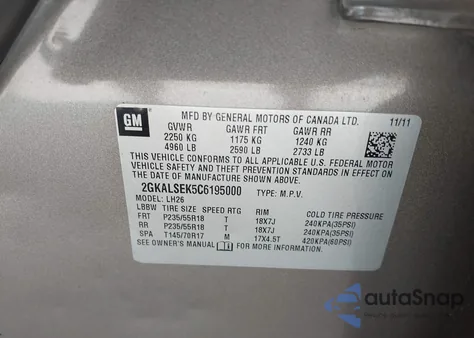 GM
MFD BY GENERAL MOTORS OF CANADA LTD. 11/11
GVWR GAWR FRT GAWR RR
2250 KG 1175 KG 1240 KG
4960 LB 2590 LB 2733 LB
THIS VEHICLE CONFORMS TO ALL APPLICABLE U.S. FEDERAL
MOTOR VEHICLE SAFETY AND THEFT PREVENTION STANDARDS
IN EFFECT ON THE DATE OF MANUFACTURE SHOWN ABOVE.
2GKALSEK5C6195000 TYPE: M.P.V.
MODEL: LH26
LBBW TIRE SIZE SPEED RTG RIM COLD TIRE PRESSURE
FRT P235/55R18 T 18X7J 240KPA(35PSI)
RR P235/55R18 T 18X7J 240KPA(35PSI)
SPA T145/70R17 M 17X4.5T 420KPA(60PSI)
SEE OWNER'S MANUAL FOR MORE INFORMATION.
autoSnap